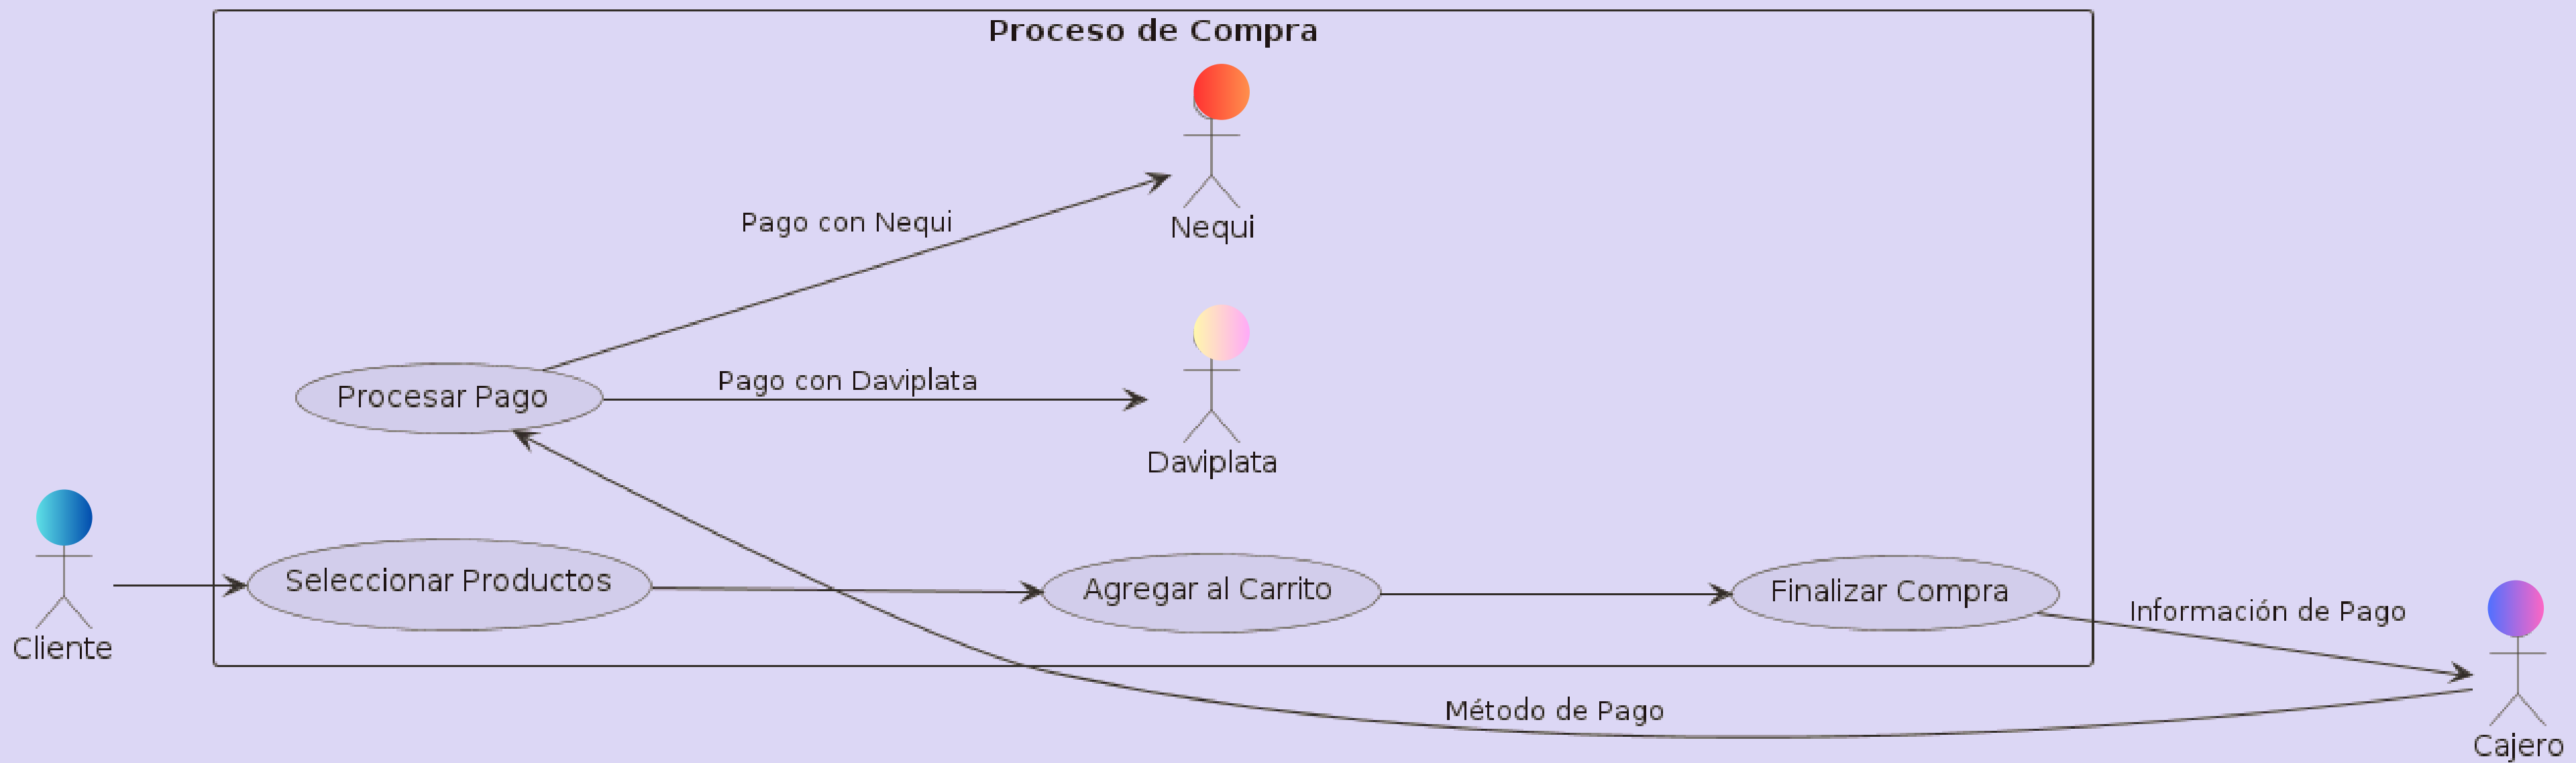 Proceso de Compra
Nequi
Pago con Nequi
Pago con Daviplata
Procesar Pago
Daviplata
Cliente
Seleccionar Productos
Agregar al Carrito
Finalizar Compra
Información de Pago
Método de Pago
Cajero